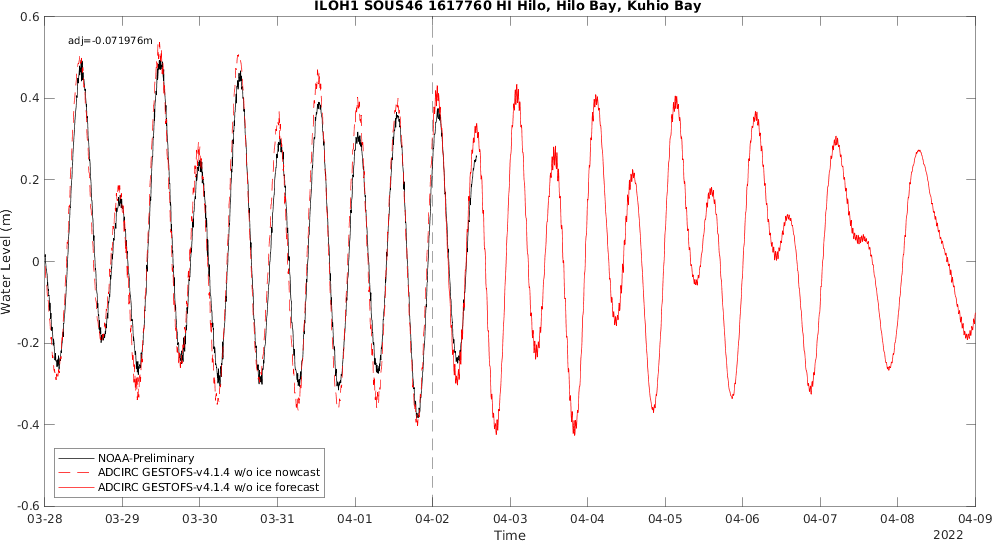 ILOH1 SOUS46 1617760 HI Hilo, Hilo Bay, Kuhio Bay
adj=-0.071976m
0.6
0.4
0.2
0
-0.2
-0.4
-0.6
Water Level (m)
NOAA-Preliminary
ADCIRC GESTOFS-v4.1.4 w/o ice nowcast
ADCIRC GESTOFS-v4.1.4 w/o ice forecast
03-28 03-29 03-30 03-31 04-01 04-02 04-03 04-04 04-05 04-06 04-07 04-08 04-09
Time
2022